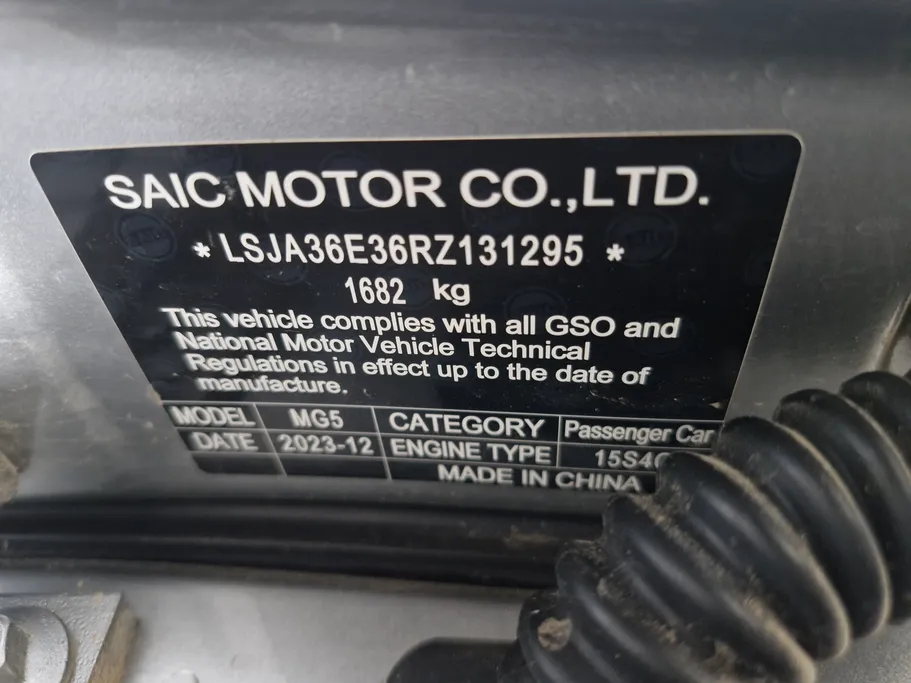 SAIC MOTOR CO.,LTD.
* LSJA36E36RZ131295 *
1682 kg
This vehicle complies with all GSO and
National Motor Vehicle Technical
Regulations in effect up to the date of
manufacture.
MODEL MG5 CATEGORY Passenger Car
DATE 2023-12 ENGINE TYPE
MADE IN CHINA